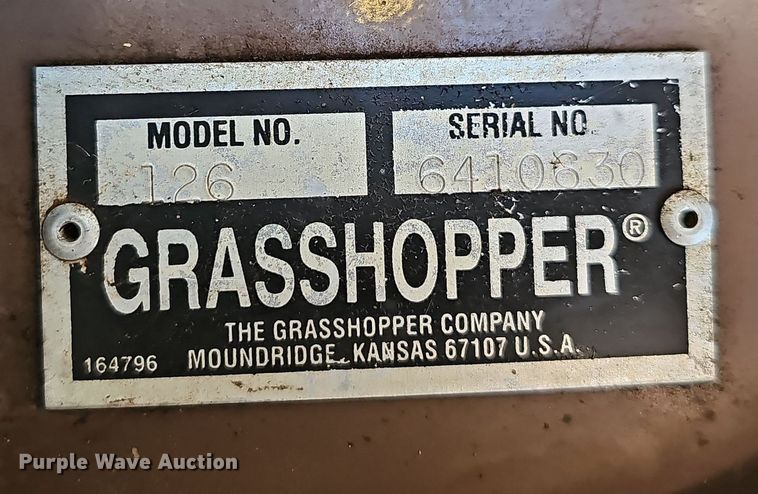 MODEL NO. SERIAL NO.
126 6410830
GRASSHOPPER®
THE GRASSHOPPER COMPANY
164796 MOUNDRIDGE, KANSAS 67107 U.S.A.
Purple Wave Auction